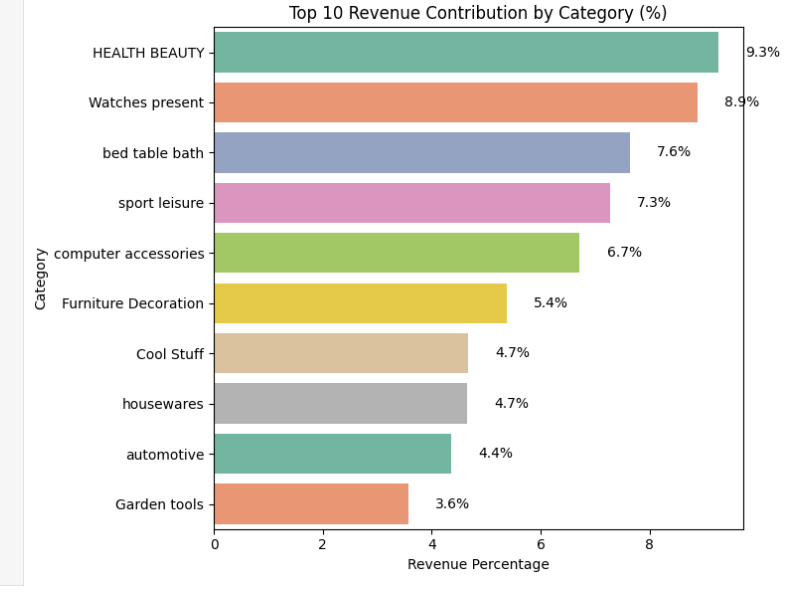 Top 10 Revenue Contribution by Category (%)
HEALTH BEAUTY 9.3%
Watches present 8.9%
bed table bath 7.6%
sport leisure 7.3%
computer accessories 6.7%
Furniture Decoration 5.4%
Cool Stuff 4.7%
housewares 4.7%
automotive 4.4%
Garden tools 3.6%
Category
0 2 4 6 8
Revenue Percentage